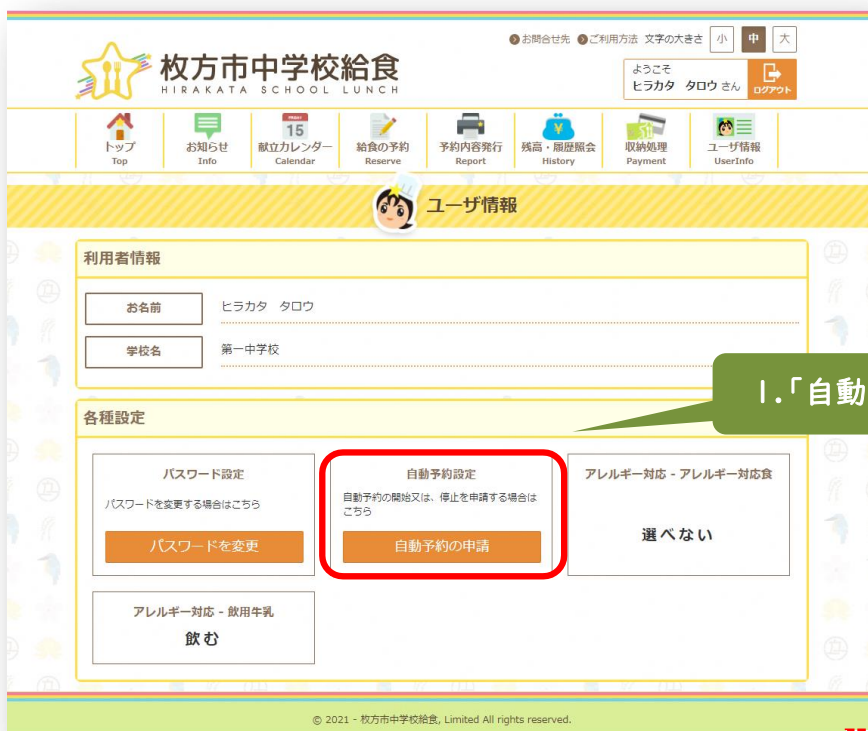 お問合せ先 ご利用方法 文字の大きさ 小 中 大
枚方市中学校給食
HIRAKATA SCHOOL LUNCH
ようこそ
ヒラカタ タロウ さん
ログアウト
トップ
Top
お知らせ
Info
15
献立カレンダー
Calendar
給食の予約
Reserve
予約内容発行
Report
残高・履歴照会
History
収納処理
Payment
ユーザ情報
UserInfo
ユーザ情報
利用者情報
お名前 ヒラカタ タロウ
学校名 第一中学校
1.「自動
各種設定
パスワード設定
パスワードを変更する場合はこちら
パスワードを変更
自動予約設定
自動予約の開始又は、停止を申請する場合は
こちら
自動予約の申請
アレルギー対応 - アレルギー対応食
選べない
アレルギー対応 - 飲用牛乳
飲む
© 2021 - 枚方市中学校給食, Limited All rights reserved.